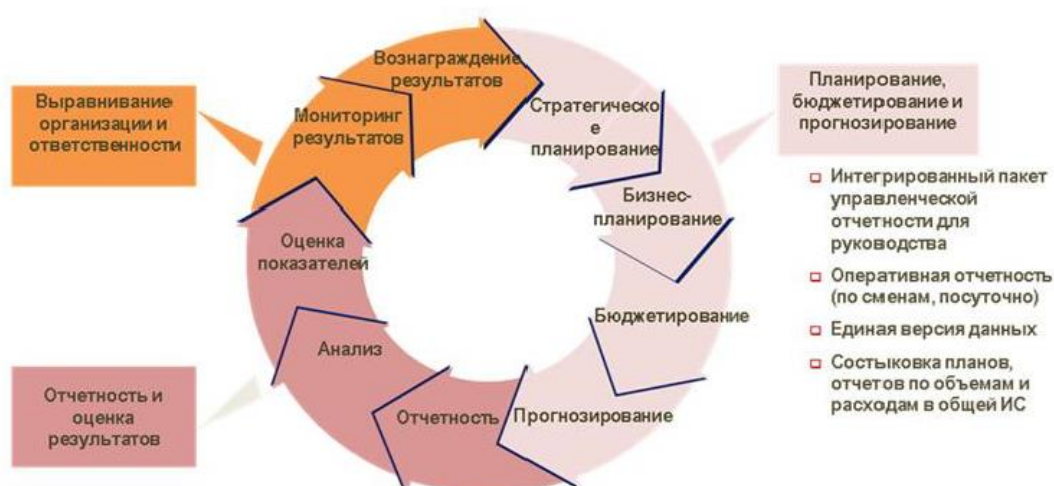 Вознаграждение
результатов
Мониторинг
результатов
Стратегическо
е
планирование
Бизнес-
планирование
Бюджетирование
Прогнозирование
Отчетность
Анализ
Оценка
показателей
Выравнивание
организации и
ответственности
Отчетность и
оценка
результатов
Планирование,
бюджетирование и
прогнозирование
Интегрированный пакет
управленческой
отчетности для
руководства
Оперативная отчетность
(по сменам, посуточно)
Единая версия данных
Состыковка планов,
отчетов по объемам и
расходам в общей ИС